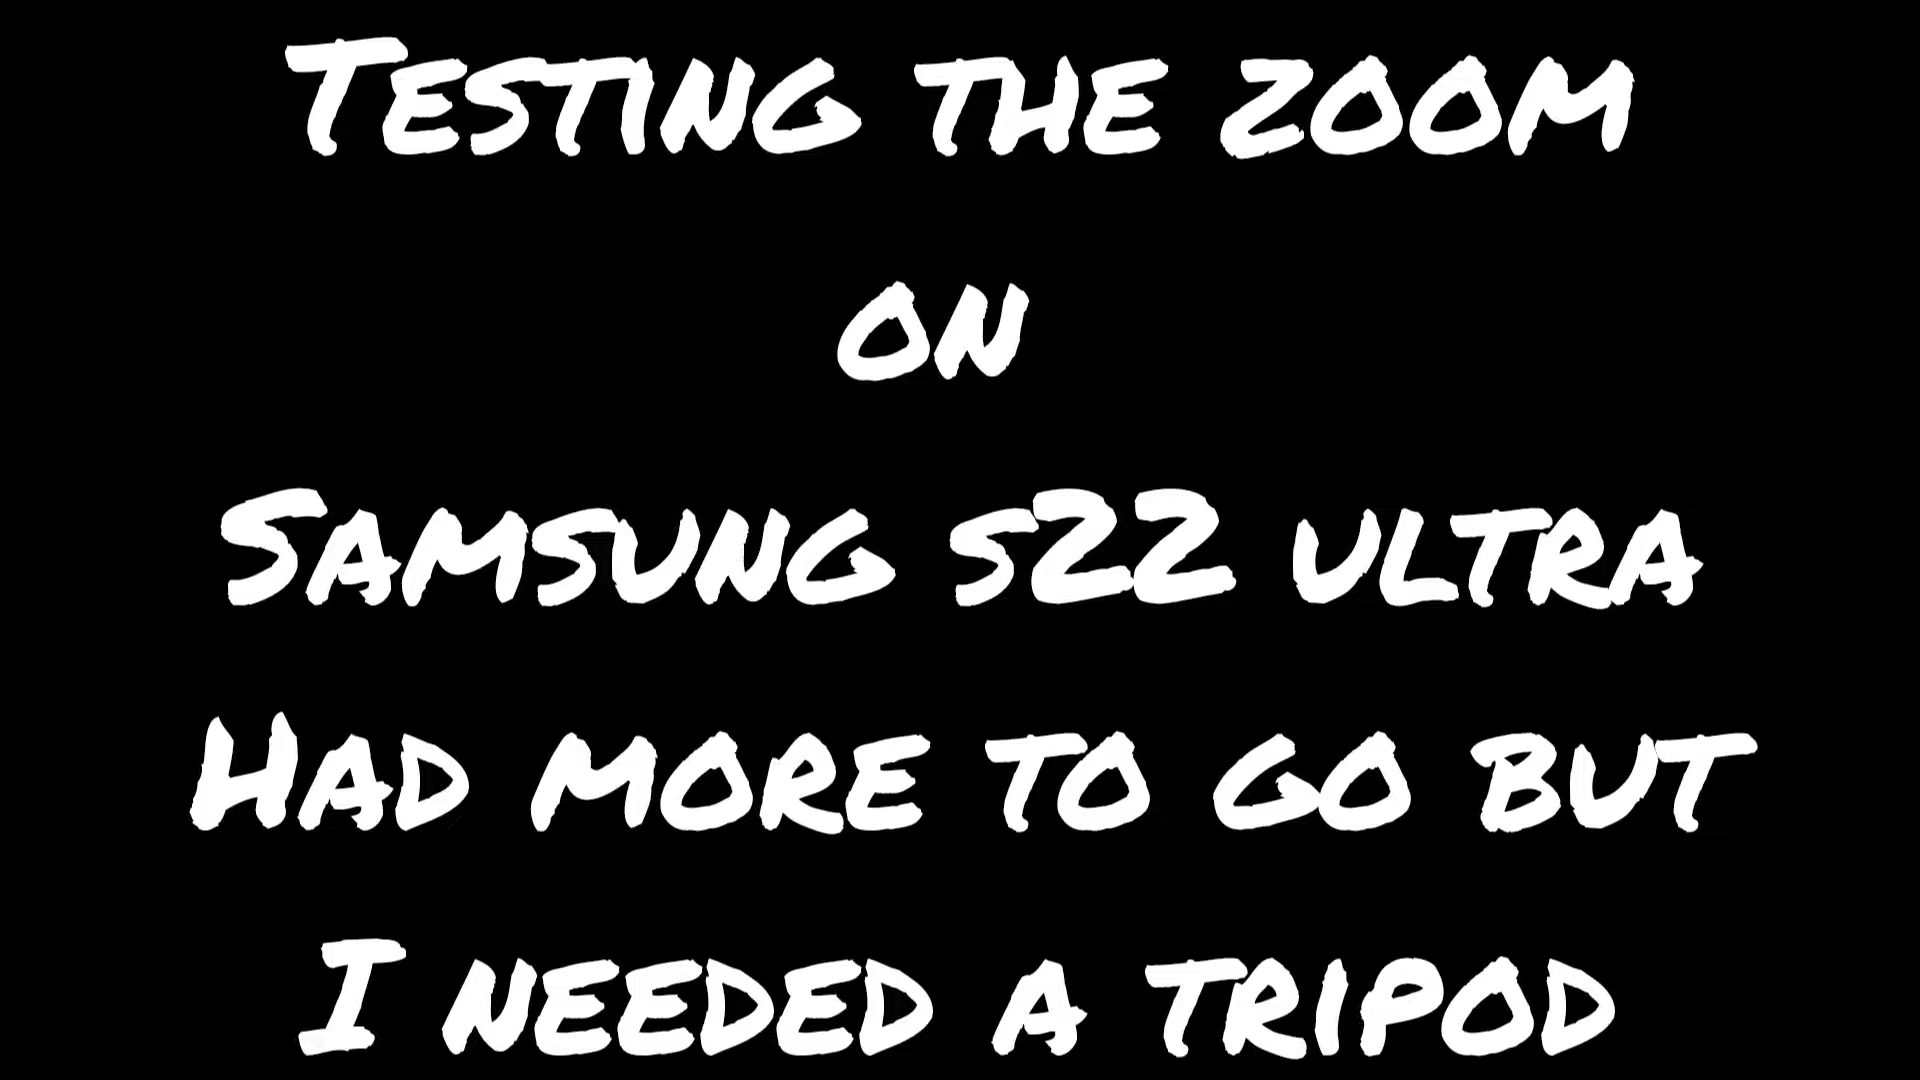 Testing the zoom
on
Samsung s22 ultra
Had more to go but
I needed a tripod